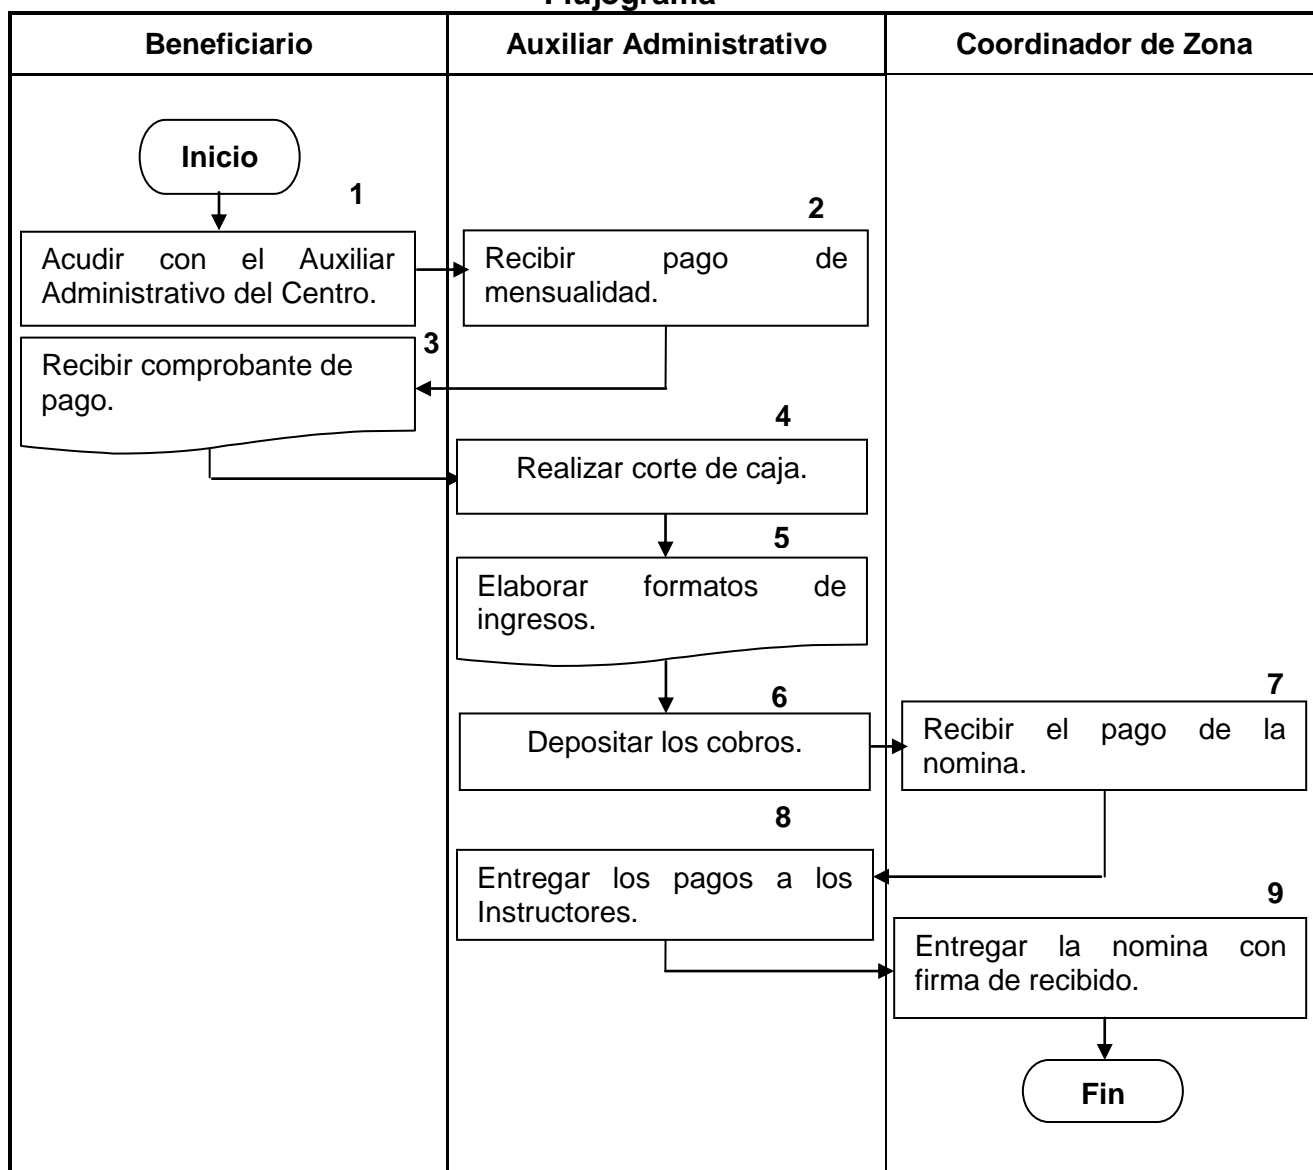 Flujograma
Beneficiario
Auxiliar Administrativo
Coordinador de Zona
Inicio
1
Acudir con el Auxiliar
Administrativo del Centro.
2
Recibir pago de
mensualidad.
3
Recibir comprobante de
pago.
4
Realizar corte de caja.
5
Elaborar formatos de
ingresos.
6
Depositar los cobros.
7
Recibir el pago de la
nomina.
8
Entregar los pagos a los
Instructores.
9
Entregar la nomina con
firma de recibido.
Fin